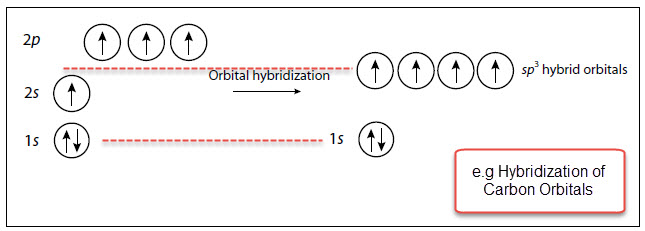 2p
Orbital hybridization
sp³ hybrid orbitals
2s
1s
1s
e.g Hybridization of
Carbon Orbitals